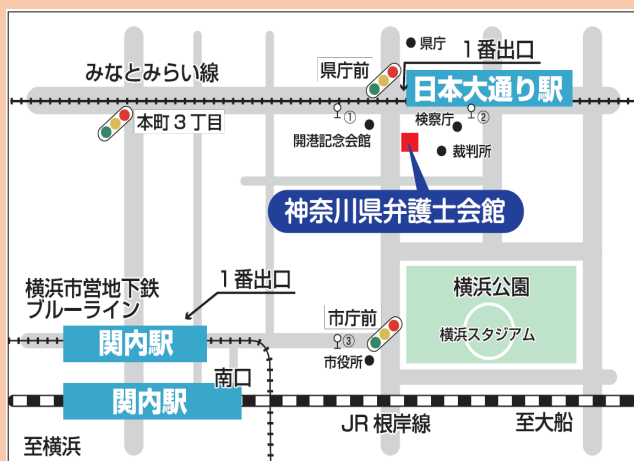 県庁
1番出口
県庁前
みなとみらい線
日本大通り駅
本町3丁目
①
開港記念会館
検察庁
②
裁判所
神奈川県弁護士会館
横浜市営地下鉄
ブルーライン
1番出口
横浜公園
横浜スタジアム
市庁前
③
市役所
関内駅
南口
関内駅
JR根岸線
至大船
至横浜